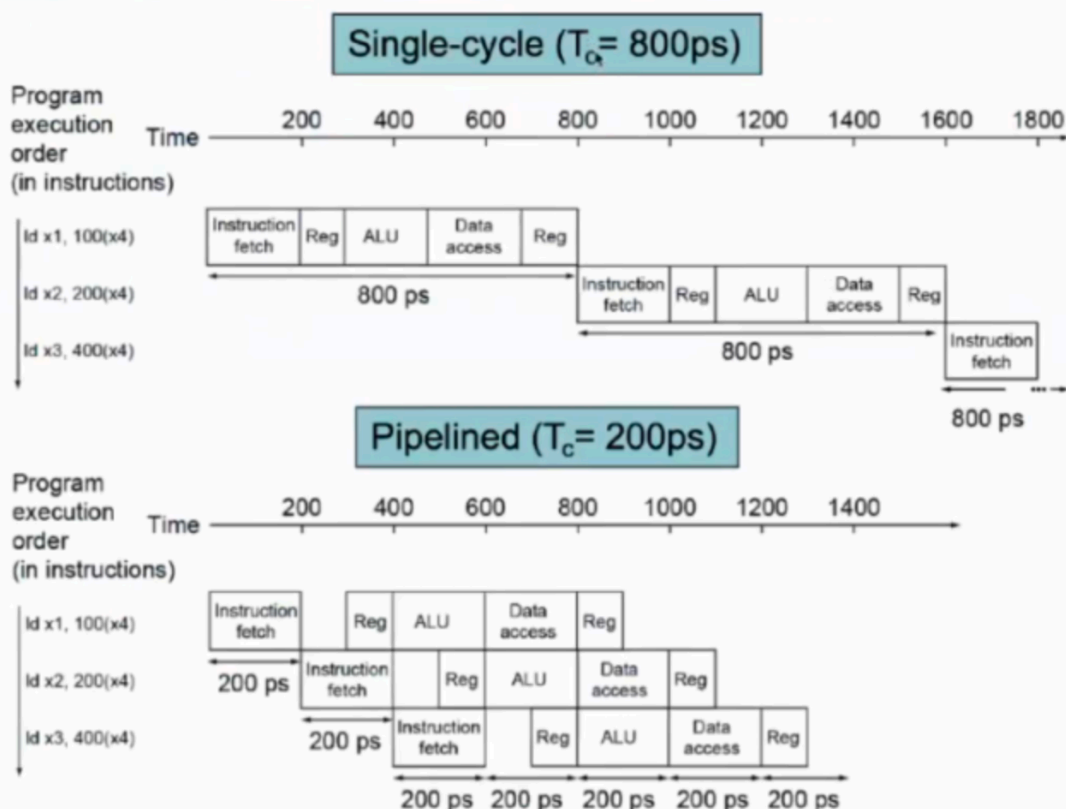 Single-cycle (Tc= 800ps)
Program
execution
order
(in instructions)
Time
200 400 600 800 1000 1200 1400 1600 1800
ld x1, 100(x4)
Instruction fetch Reg ALU Data access Reg
800 ps
ld x2, 200(x4)
Instruction fetch Reg ALU Data access Reg
800 ps
ld x3, 400(x4)
Instruction fetch
...
800 ps
Pipelined (Tc= 200ps)
Program
execution
order
(in instructions)
Time
200 400 600 800 1000 1200 1400
ld x1, 100(x4)
Instruction fetch Reg ALU Data access Reg
200 ps
ld x2, 200(x4)
Instruction fetch Reg ALU Data access Reg
200 ps
ld x3, 400(x4)
Instruction fetch Reg ALU Data access Reg
200 ps 200 ps 200 ps 200 ps 200 ps